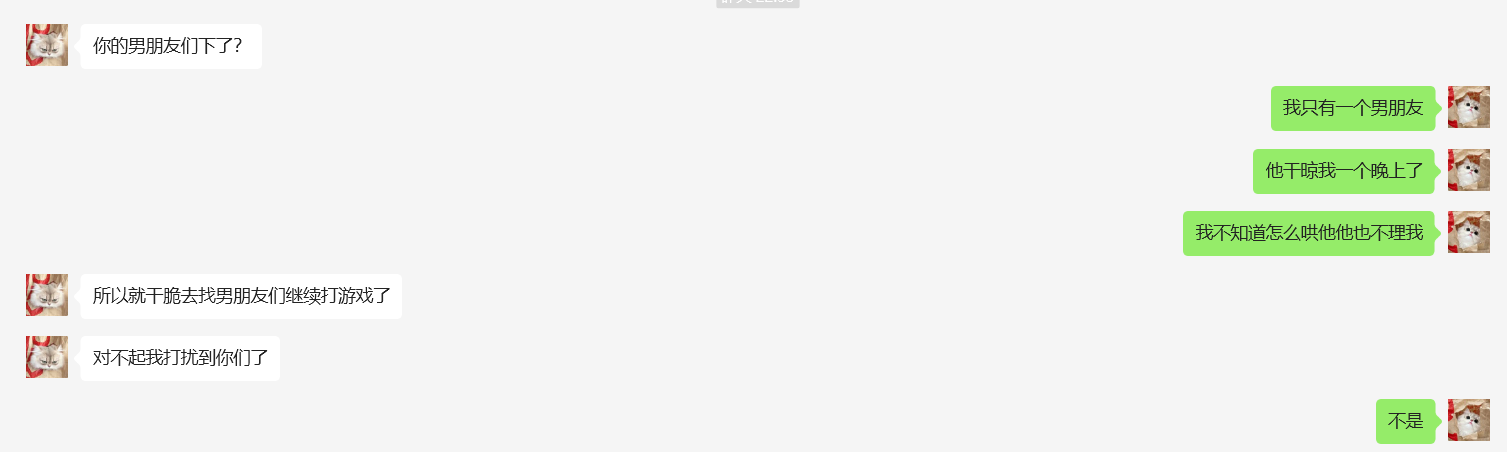 你的男朋友们下了？
我只有一个男朋友
他干晾我一个晚上了
我不知道怎么哄他他也不理我
所以就干脆去找男朋友们继续打游戏了
对不起我打扰到你们了
不是